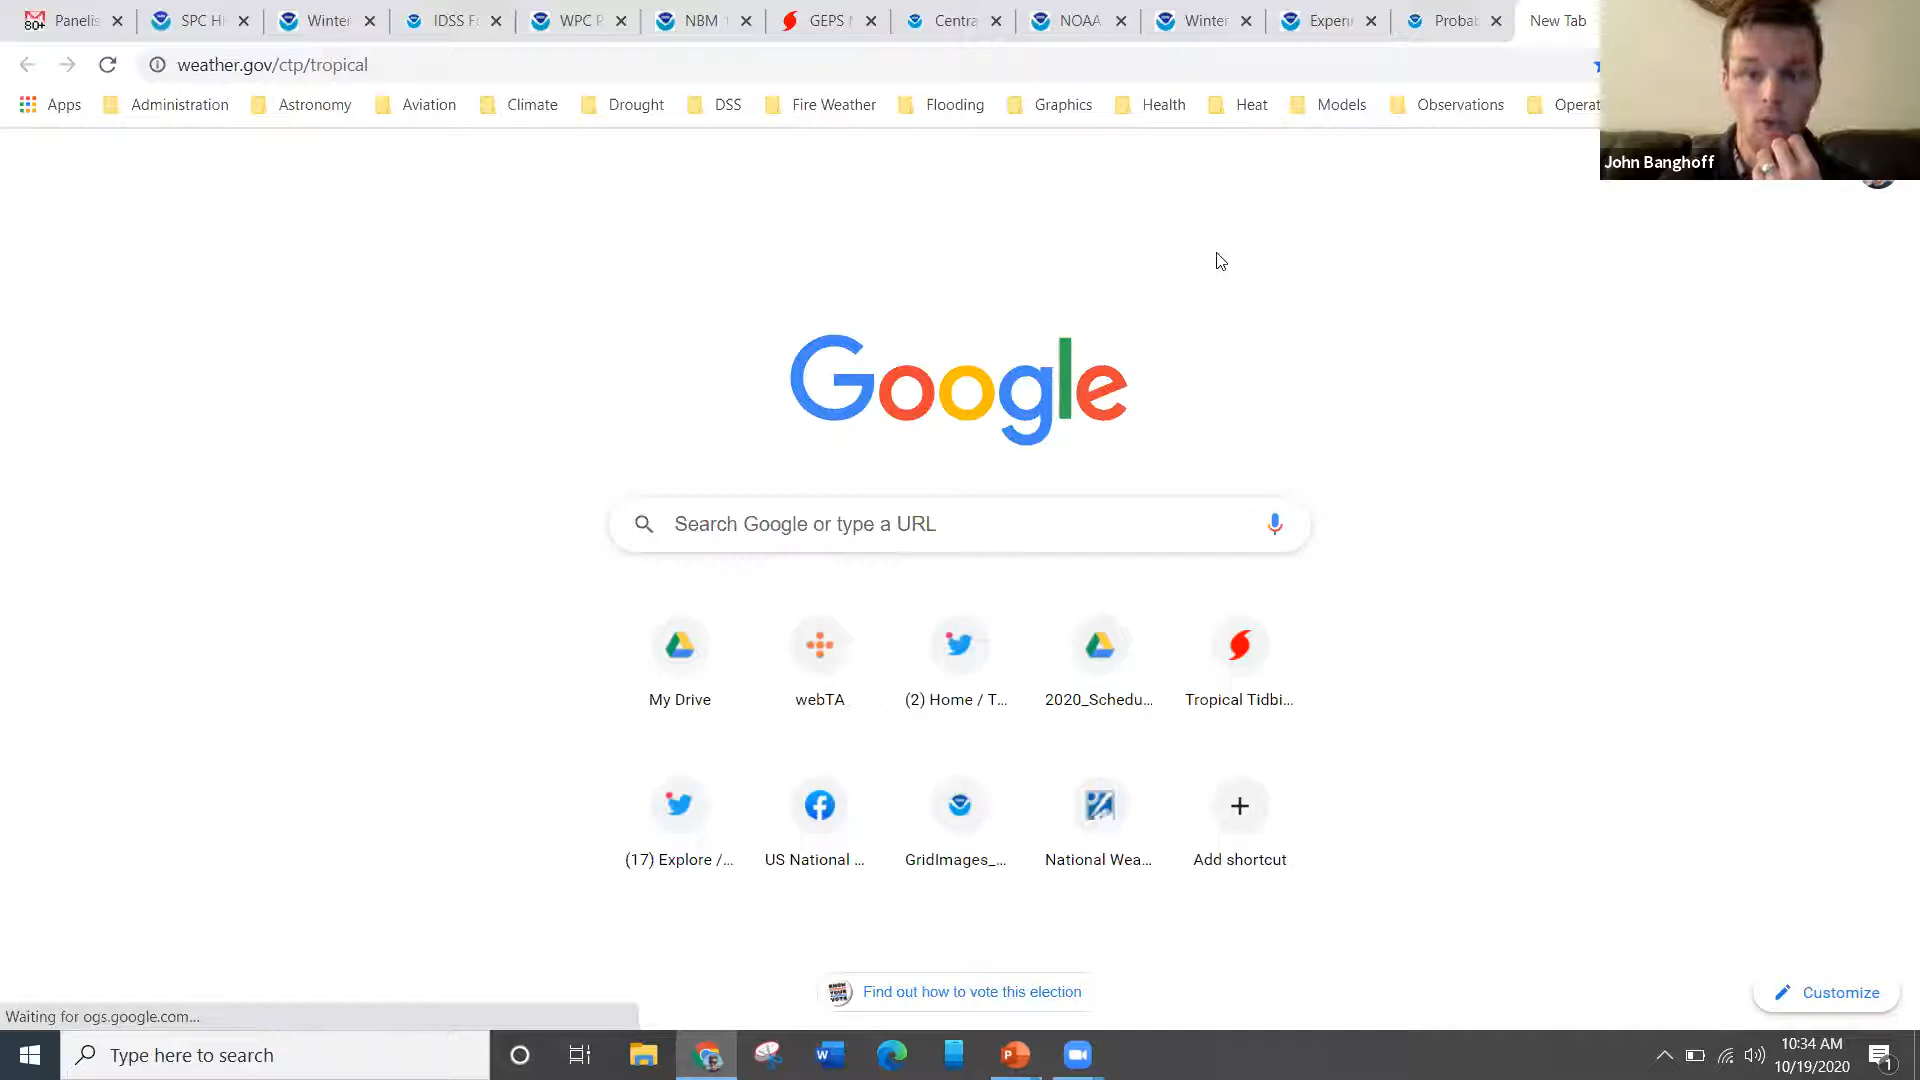 80+ Panelis SPC H Winter IDSS F WPC P NBM GEPS Centra NOAA Winter Experi Probab New Tab
weather.gov/ctp/tropical
Apps Administration Astronomy Aviation Climate Drought DSS Fire Weather Flooding Graphics Health Heat Models Observations Operat
John Banghoff
Google
Search Google or type a URL
My Drive webTA (2) Home / T... 2020_Schedu... Tropical Tidbi...
(17) Explore /... US National ... GridImages_... National Wea... Add shortcut
Find out how to vote this election
Customize
Waiting for ogs.google.com...
Type here to search
10:34 AM
10/19/2020
1